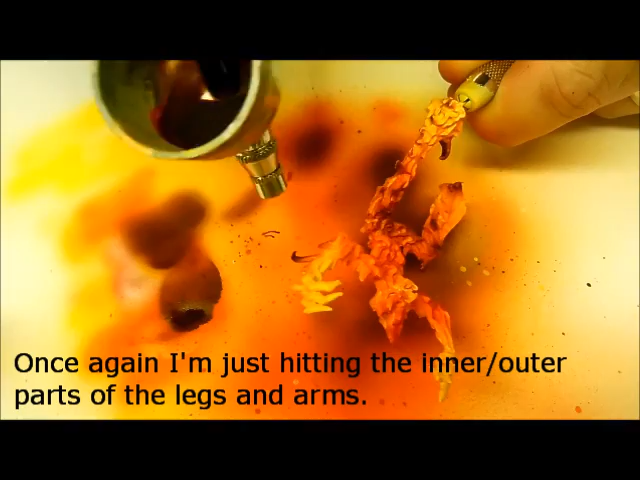 Once again I'm just hitting the inner/outer
parts of the legs and arms.